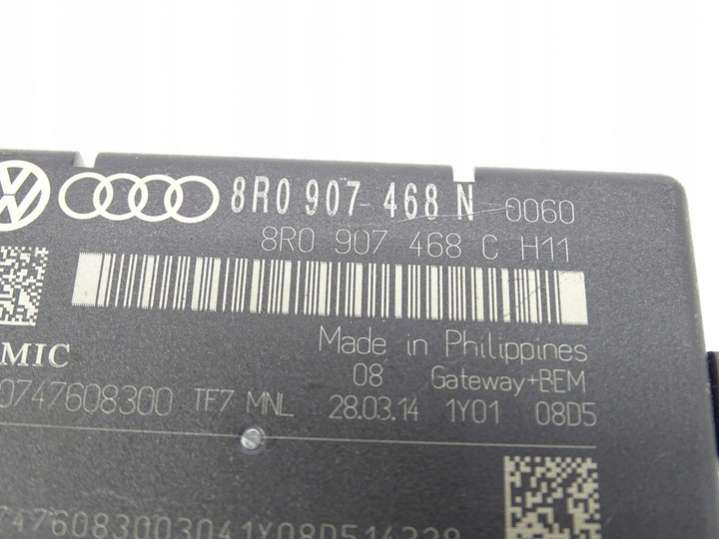 8R0 907 468 N 0060
8R0 907 468 C H11
Made in Philippines
MIC
08 Gateway+BEM
0747608300 TF7 MNL 28.03.14 1Y01 08D5